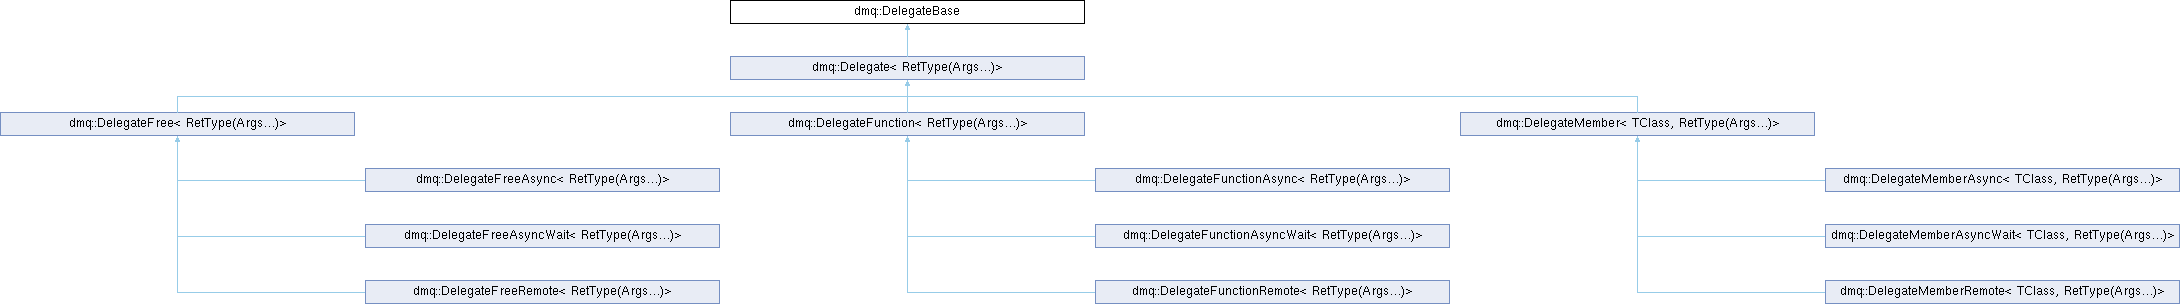 dmq::DelegateBase
dmq::Delegate< RetType(Args...)>
dmq::DelegateFree< RetType(Args...)>
dmq::DelegateFunction< RetType(Args...)>
dmq::DelegateMember< TClass, RetType(Args...)>
dmq::DelegateFreeAsync< RetType(Args...)>
dmq::DelegateFunctionAsync< RetType(Args...)>
dmq::DelegateMemberAsync< TClass, RetType(Args...)>
dmq::DelegateFreeAsyncWait< RetType(Args...)>
dmq::DelegateFunctionAsyncWait< RetType(Args...)>
dmq::DelegateMemberAsyncWait< TClass, RetType(Args...)>
dmq::DelegateFreeRemote< RetType(Args...)>
dmq::DelegateFunctionRemote< RetType(Args...)>
dmq::DelegateMemberRemote< TClass, RetType(Args...)>